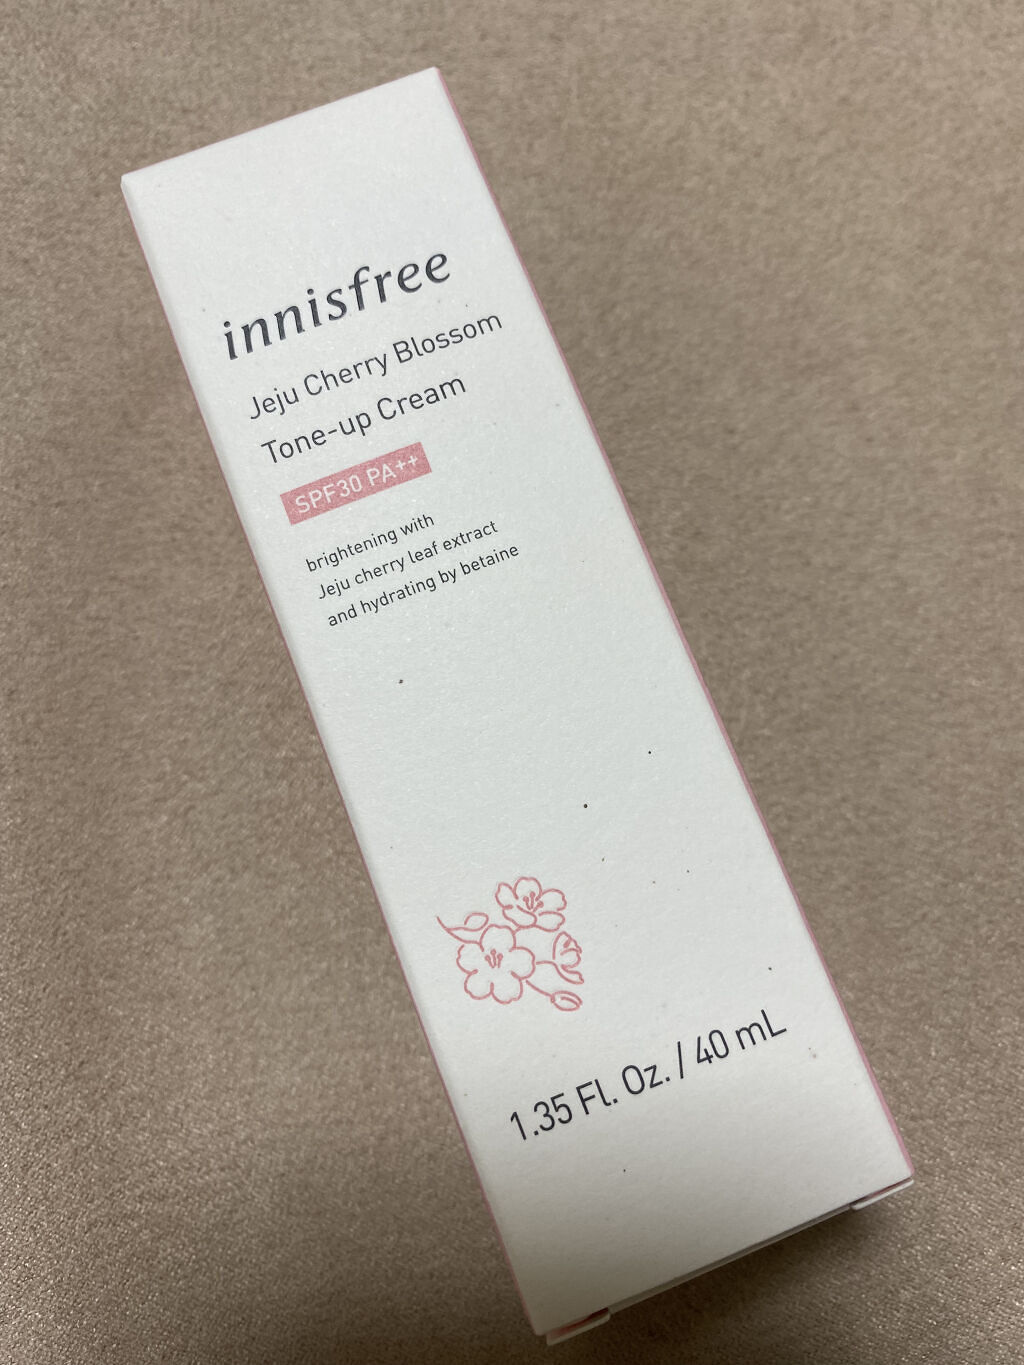 innisfree
Jeju Cherry Blossom
Tone-up Cream
SPF30 PA++
brightening with
Jeju cherry leaf extract
and hydrating by betaine
1.35 Fl. Oz. / 40 mL